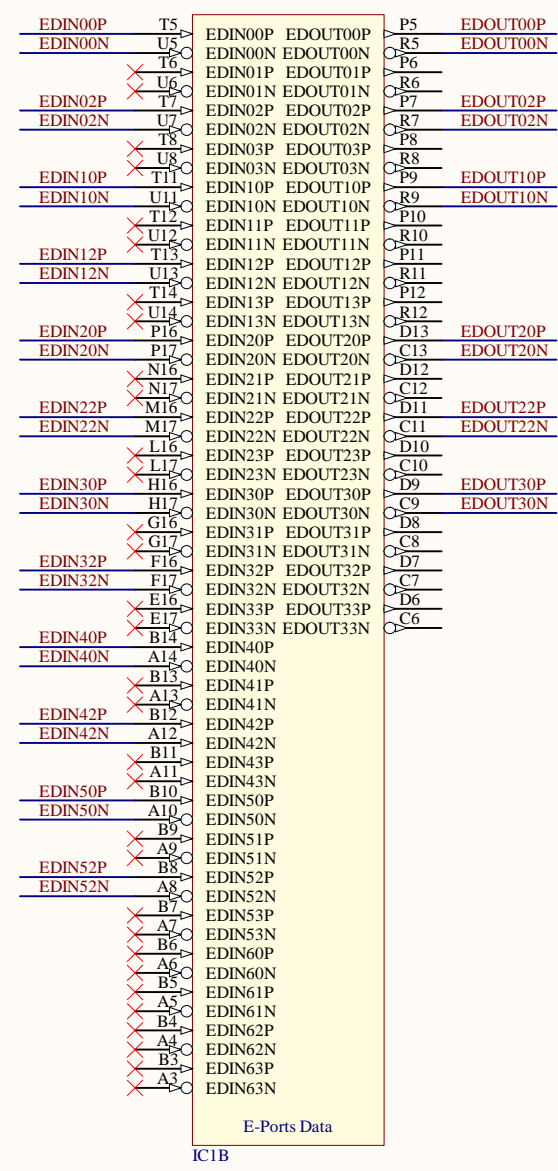 EDIN00P T5 EDIN00P EDOUT00P P5 EDOUT00P
EDIN00N U5 EDIN00N EDOUT00N R5 EDOUT00N
T6 EDIN01P EDOUT01P P6
U6 EDIN01N EDOUT01N R6
EDIN02P T7 EDIN02P EDOUT02P P7 EDOUT02P
EDIN02N U7 EDIN02N EDOUT02N R7 EDOUT02N
T8 EDIN03P EDOUT03P P8
U8 EDIN03N EDOUT03N R8
EDIN10P T11 EDIN10P EDOUT10P P9 EDOUT10P
EDIN10N U11 EDIN10N EDOUT10N R9 EDOUT10N
T12 EDIN11P EDOUT11P P10
U12 EDIN11N EDOUT11N R10
EDIN12P T13 EDIN12P EDOUT12P P11
EDIN12N U13 EDIN12N EDOUT12N R11
T14 EDIN13P EDOUT13P P12
U14 EDIN13N EDOUT13N R12
EDIN20P P16 EDIN20P EDOUT20P D13 EDOUT20P
EDIN20N P17 EDIN20N EDOUT20N C13 EDOUT20N
N16 EDIN21P EDOUT21P D12
N17 EDIN21N EDOUT21N C12
EDIN22P M16 EDIN22P EDOUT22P D11 EDOUT22P
EDIN22N M17 EDIN22N EDOUT22N C11 EDOUT22N
L16 EDIN23P EDOUT23P D10
L17 EDIN23N EDOUT23N C10
EDIN30P H16 EDIN30P EDOUT30P D9 EDOUT30P
EDIN30N H17 EDIN30N EDOUT30N C9 EDOUT30N
G16 EDIN31P EDOUT31P D8
G17 EDIN31N EDOUT31N C8
EDIN32P F16 EDIN32P EDOUT32P D7
EDIN32N F17 EDIN32N EDOUT32N C7
E16 EDIN33P EDOUT33P D6
E17 EDIN33N EDOUT33N C6
EDIN40P B14 EDIN40P
EDIN40N A14 EDIN40N
B13 EDIN41P
A13 EDIN41N
EDIN42P B12 EDIN42P
EDIN42N A12 EDIN42N
B11 EDIN43P
A11 EDIN43N
EDIN50P B10 EDIN50P
EDIN50N A10 EDIN50N
B9 EDIN51P
A9 EDIN51N
EDIN52P B8 EDIN52P
EDIN52N A8 EDIN52N
B7 EDIN53P
A7 EDIN53N
B6 EDIN60P
A6 EDIN60N
B5 EDIN61P
A5 EDIN61N
B4 EDIN62P
A4 EDIN62N
B3 EDIN63P
A3 EDIN63N
E-Ports Data
IC1B